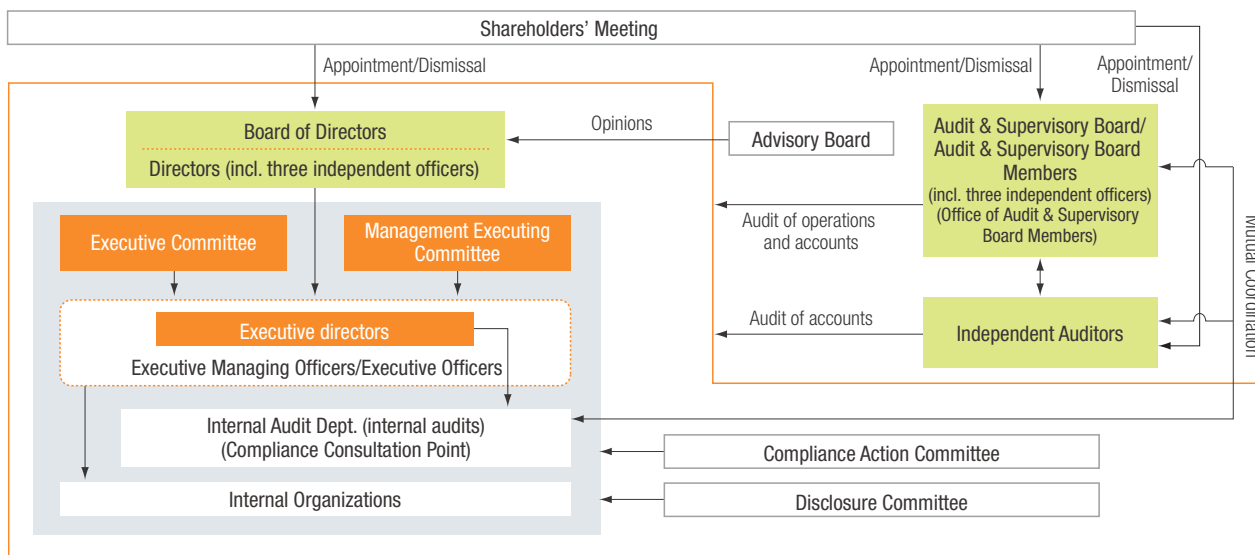 Shareholders’ Meeting
Appointment/Dismissal
Appointment/Dismissal
Appointment/
Dismissal
Board of Directors
Directors (incl. three independent officers)
Opinions
Advisory Board
Audit & Supervisory Board/
Audit & Supervisory Board
Members
(incl. three independent officers)
(Office of Audit & Supervisory
Board Members)
Audit of operations
and accounts
Mutual Coordination
Executive Committee
Management Executing
Committee
Executive directors
Executive Managing Officers/Executive Officers
Audit of accounts
Independent Auditors
Internal Audit Dept. (internal audits)
(Compliance Consultation Point)
Compliance Action Committee
Internal Organizations
Disclosure Committee